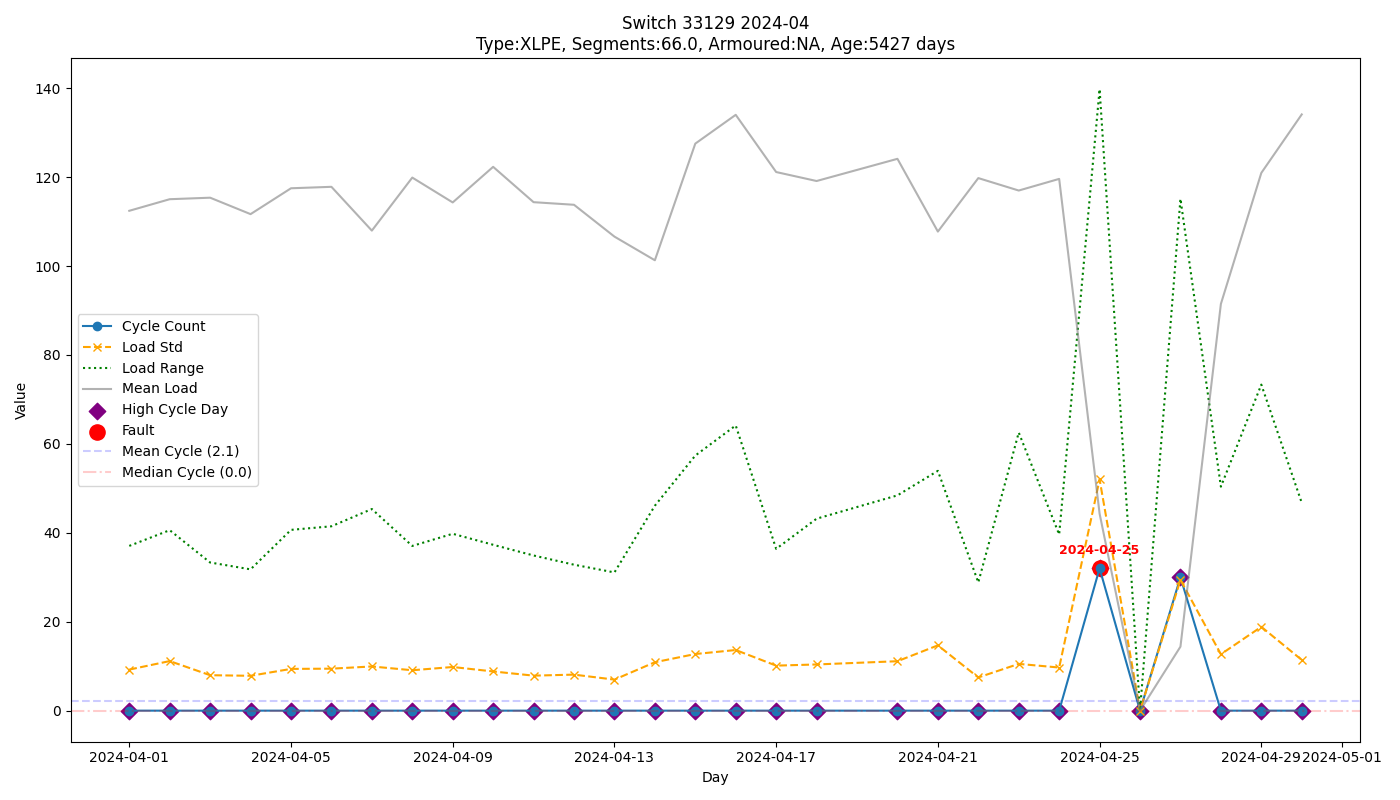 Switch 33129 2024-04
Type:XLPE, Segments:66.0, Armoured:NA, Age:5427 days
Value
140
120
100
80
60
40
20
0
Cycle Count
Load Std
Load Range
Mean Load
High Cycle Day
Fault
Mean Cycle (2.1)
Median Cycle (0.0)
2024-04-25
2024-04-01 2024-04-05 2024-04-09 2024-04-13 2024-04-17 2024-04-21 2024-04-25 2024-04-29 2024-05-01
Day